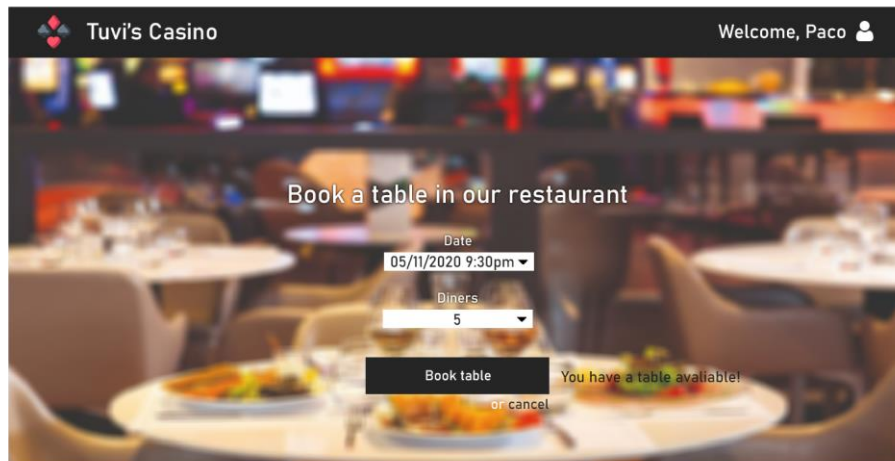 Tuvi's Casino
Welcome, Paco
Book a table in our restaurant
Date
05/11/2020 9:30pm
Diners
5
Book table
You have a table avaliable!
or cancel